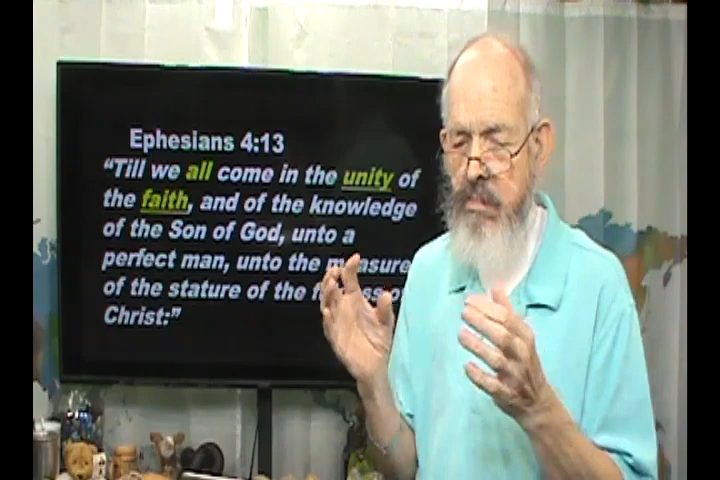 Ephesians 4:13
“Till we all come in the unity of
the faith, and of the knowledge
of the Son of God, unto a
perfect man, unto the measure
of the stature of the
Christ:”